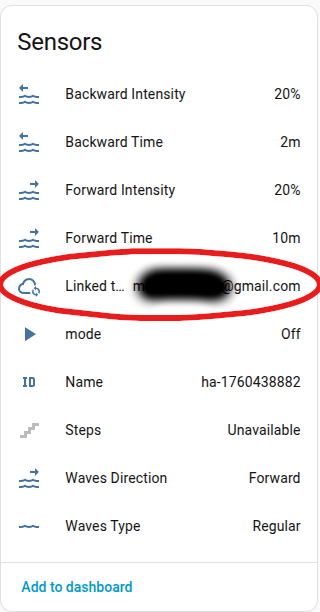 Sensors
Backward Intensity 20%
Backward Time 2m
Forward Intensity 20%
Forward Time 10m
Linked t... m @gmail.com
mode Off
ID Name ha-1760438882
Steps Unavailable
Waves Direction Forward
Waves Type Regular
Add to dashboard